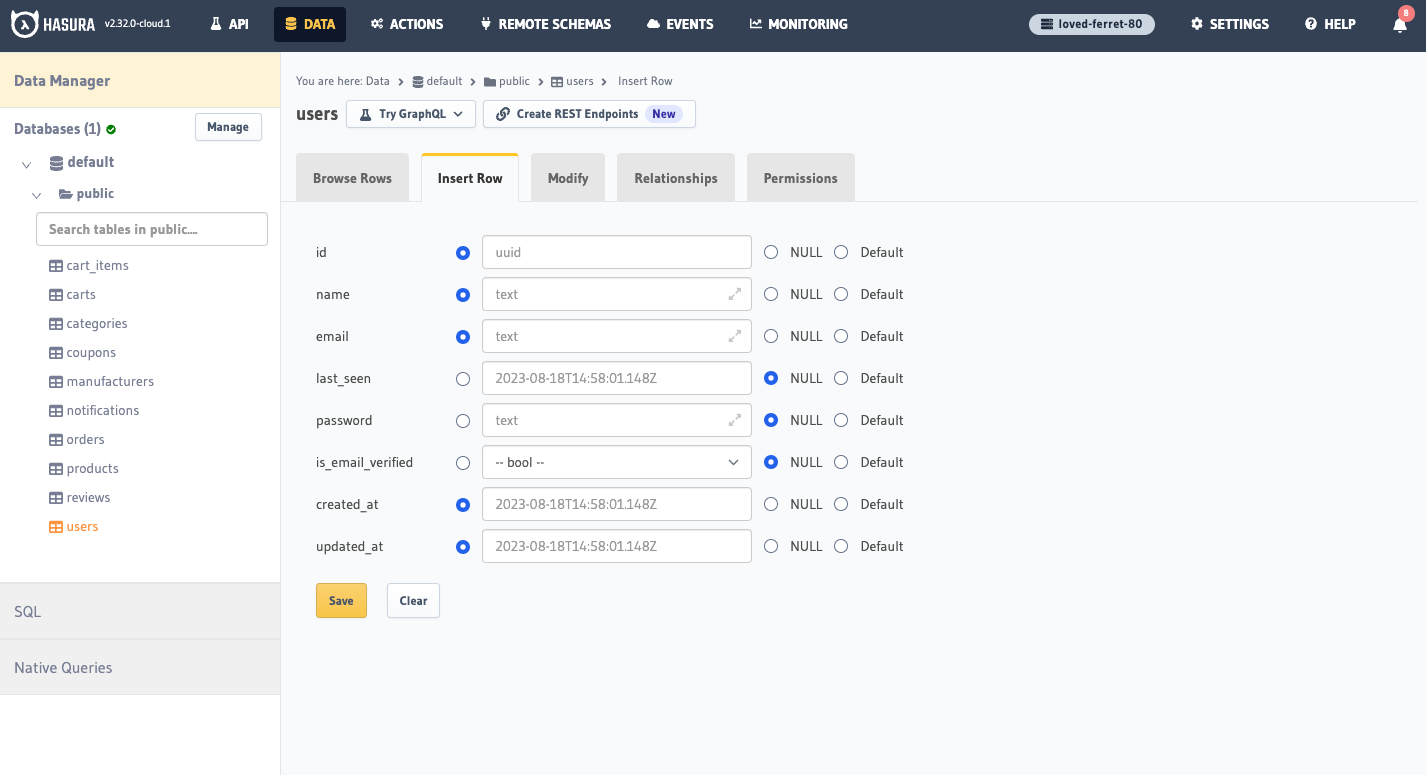 HASURA v2.32.0-cloud.1 API DATA ACTIONS REMOTE SCHEMAS EVENTS MONITORING loved-ferret-80 SETTINGS HELP 8
Data Manager
Databases (1) Manage
default
public
Search tables in public....
cart_items
carts
categories
coupons
manufacturers
notifications
orders
products
reviews
users
SQL
Native Queries
You are here: Data > default > public > users > Insert Row
users Try GraphQL Create REST Endpoints New
Browse Rows Insert Row Modify Relationships Permissions
id uuid NULL Default
name text NULL Default
email text NULL Default
last_seen 2023-08-18T14:58:01.148Z NULL Default
password text NULL Default
is_email_verified -- bool -- NULL Default
created_at 2023-08-18T14:58:01.148Z NULL Default
updated_at 2023-08-18T14:58:01.148Z NULL Default
Save Clear